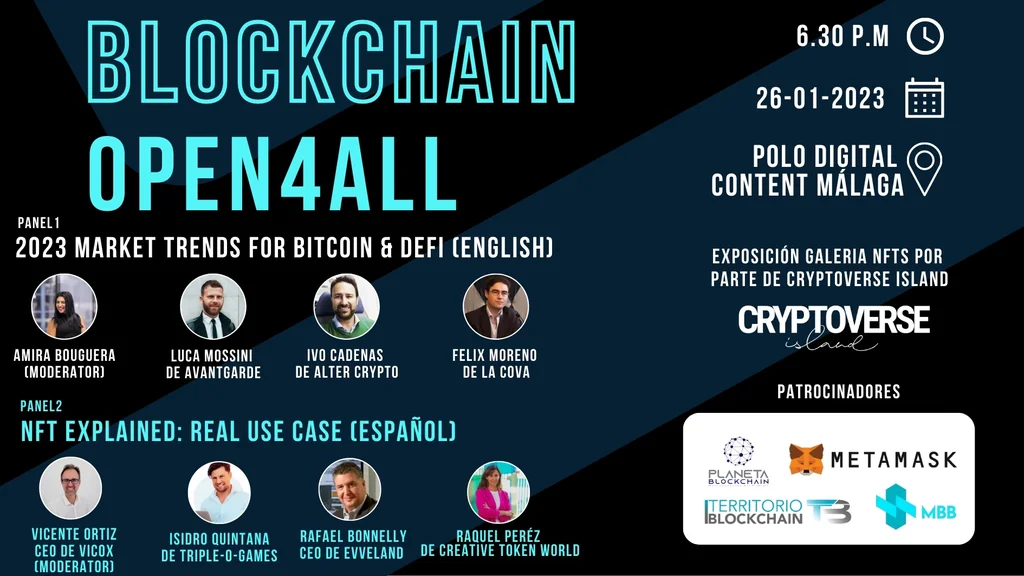 BLOCKCHAIN
OPEN4ALL
PANEL1
2023 MARKET TRENDS FOR BITCOIN & DEFI (ENGLISH)
AMIRA BOUGUERA
(MODERATOR)
LUCA MOSSINI
DE AVANTGARDE
IVO CADENAS
DE ALTER CRYPTO
FELIX MORENO
DE LA COVA
PANEL2
NFT EXPLAINED: REAL USE CASE (ESPAÑOL)
VICENTE ORTIZ
CEO DE VICOX
(MODERATOR)
ISIDRO QUINTANA
DE TRIPLE-O-GAMES
RAFAEL BONNELLY
CEO DE EVVELAND
RAQUEL PERÉZ
DE CREATIVE TOKEN WORLD
6.30 P.M
26-01-2023
POLO DIGITAL
CONTENT MÁLAGA
EXPOSICIÓN GALERIA NFTS POR
PARTE DE CRYPTOVERSE ISLAND
CRYPTOVERSE
island
PATROCINADORES
PLANETA
BLOCKCHAIN
METAMASK
TERRITORIO
BLOCKCHAIN
TB
MBB